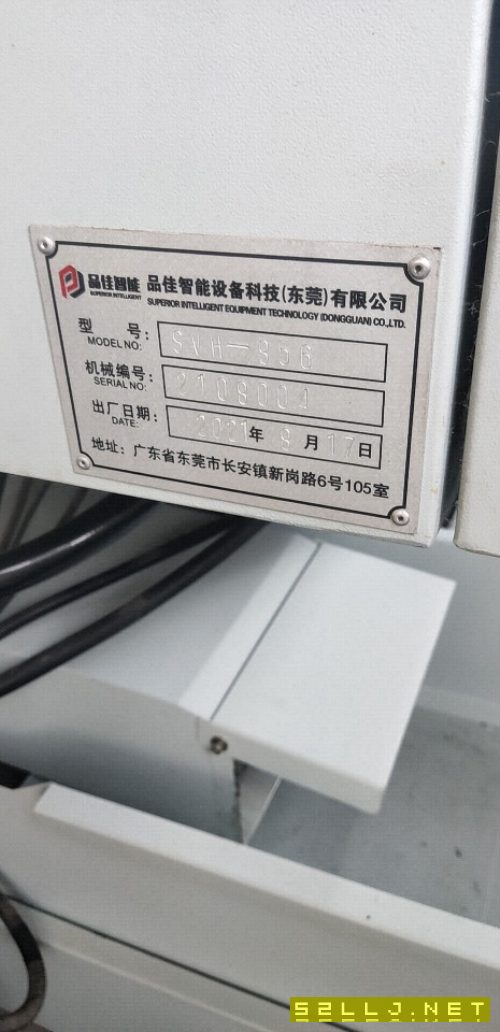 品佳智能 品佳智能设备科技(东莞)有限公司
SUPERIOR INTELLIGENT SUPERIOR INTELLIGENT EQUIPMENT TECHNOLOGY (DONGGUAN) CO.,LTD.
型 号: SVH-856
MODEL NO:
机械编号: 2108004
SERIAL NO:
出厂日期: 2021年 9月 17日
DATE:
地址: 广东省东莞市长安镇新岗路6号105室
52LLJ.NET